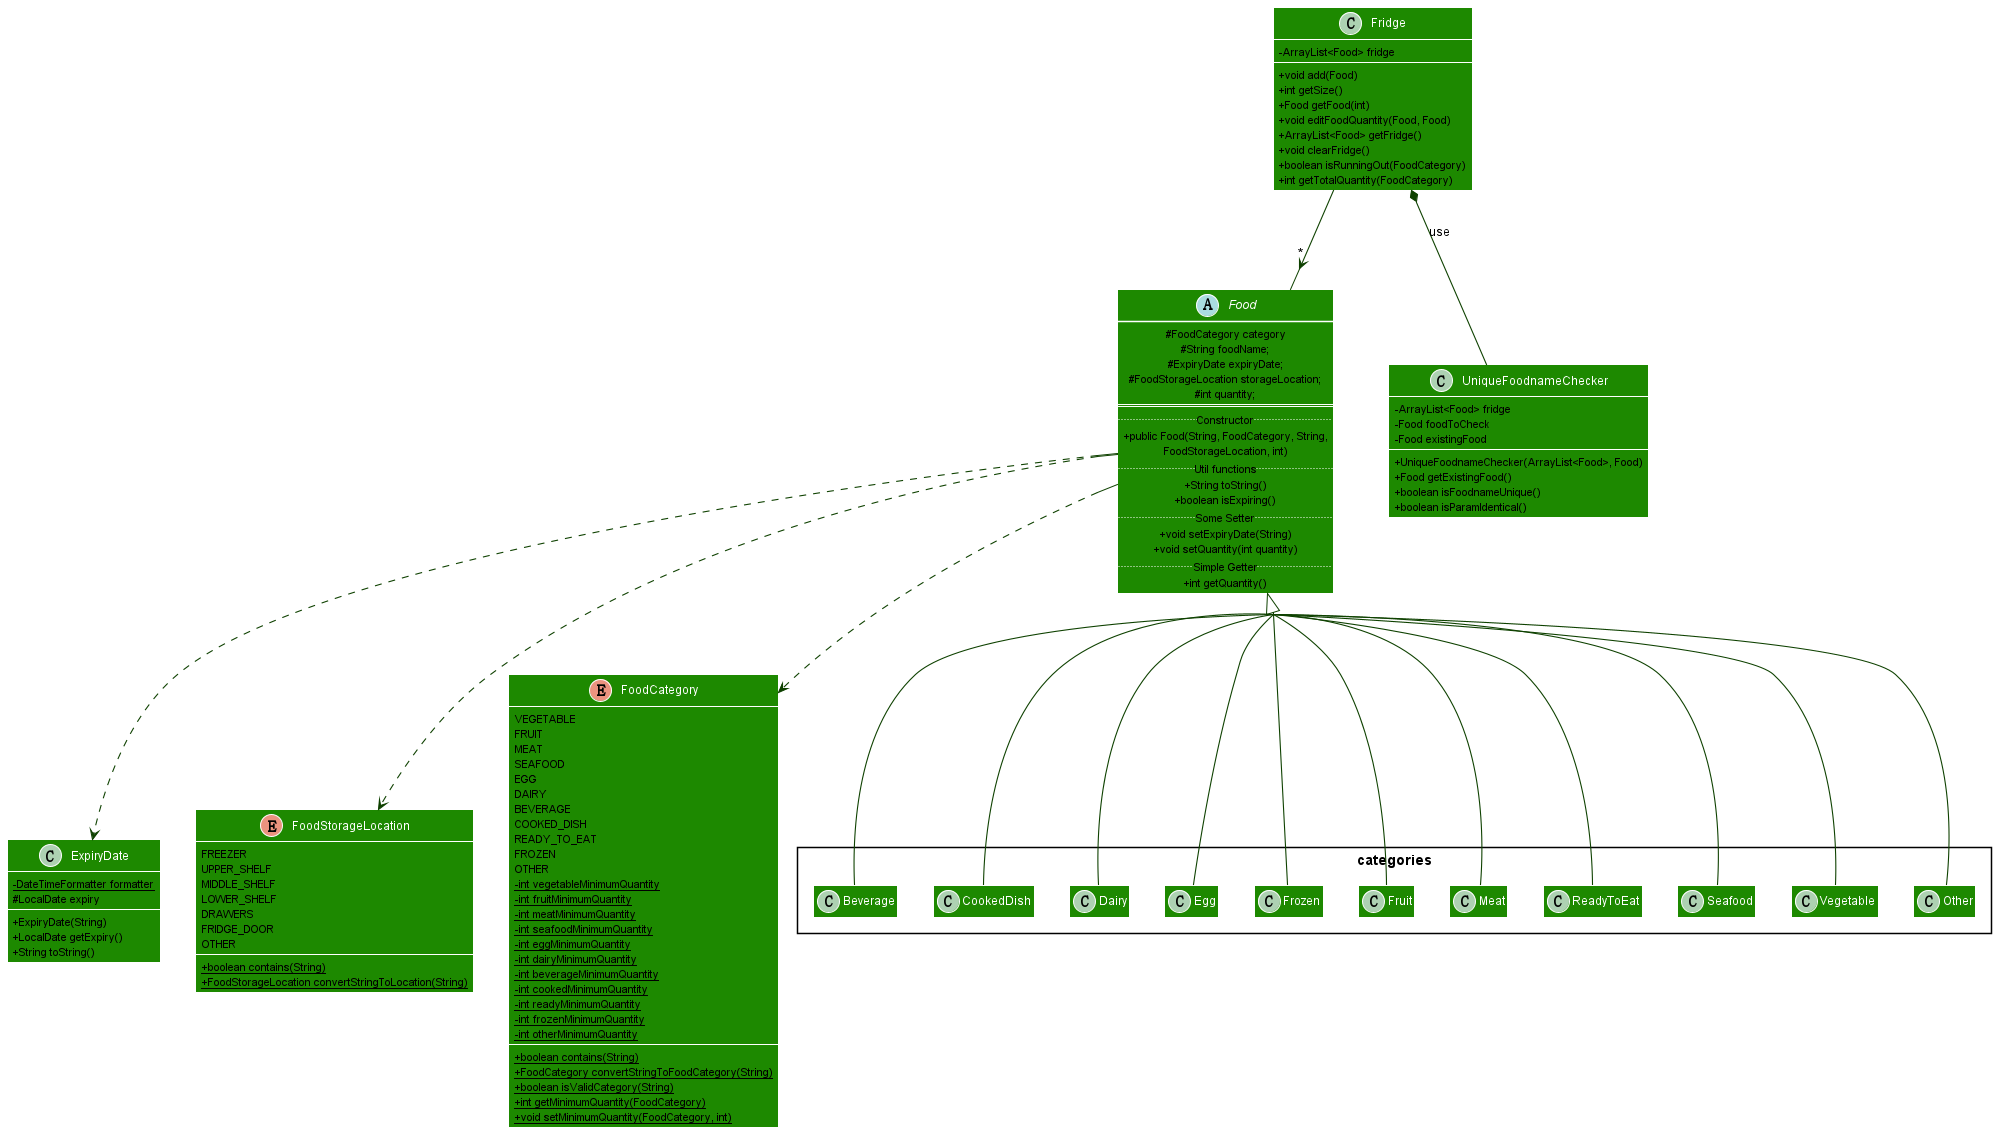 C Fridge
-ArrayList<Food> fridge
+void add(Food)
+int getSize()
+Food getFood(int)
+void editFoodQuantity(Food, Food)
+ArrayList<Food> getFridge()
+void clearFridge()
+boolean isRunningOut(FoodCategory)
+int getTotalQuantity(FoodCategory)
use
*
A Food
#FoodCategory category
#String foodName;
#ExpiryDate expiryDate;
#FoodStorageLocation storageLocation;
#int quantity;
Constructor
+public Food(String, FoodCategory, String,
FoodStorageLocation, int)
Util functions
+String toString()
+boolean isExpiring()
Some Setter
+void setExpiryDate(String)
+void setQuantity(int quantity)
Simple Getter
+int getQuantity()
C UniqueFoodnameChecker
-ArrayList<Food> fridge
-Food foodToCheck
-Food existingFood
+UniqueFoodnameChecker(ArrayList<Food>, Food)
+Food getExistingFood()
+boolean isFoodnameUnique()
+boolean isParamIdentical()
C ExpiryDate
-DateTimeFormatter formatter
#LocalDate expiry
+ExpiryDate(String)
+LocalDate getExpiry()
+String toString()
E FoodStorageLocation
FREEZER
UPPER_SHELF
MIDDLE_SHELF
LOWER_SHELF
DRAWERS
FRIDGE_DOOR
OTHER
+boolean contains(String)
+FoodStorageLocation convertStringToLocation(String)
E FoodCategory
VEGETABLE
FRUIT
MEAT
SEAFOOD
EGG
DAIRY
BEVERAGE
COOKED_DISH
READY_TO_EAT
FROZEN
OTHER
-int vegetableMinimumQuantity
-int fruitMinimumQuantity
-int meatMinimumQuantity
-int seafoodMinimumQuantity
-int eggMinimumQuantity
-int dairyMinimumQuantity
-int beverageMinimumQuantity
-int cookedMinimumQuantity
-int readyMinimumQuantity
-int frozenMinimumQuantity
-int otherMinimumQuantity
+boolean contains(String)
+FoodCategory convertStringToFoodCategory(String)
+boolean isValidCategory(String)
+int getMinimumQuantity(FoodCategory)
+void setMinimumQuantity(FoodCategory, int)
categories
C Beverage
C CookedDish
C Dairy
C Egg
C Frozen
C Fruit
C Meat
C ReadyToEat
C Seafood
C Vegetable
C Other